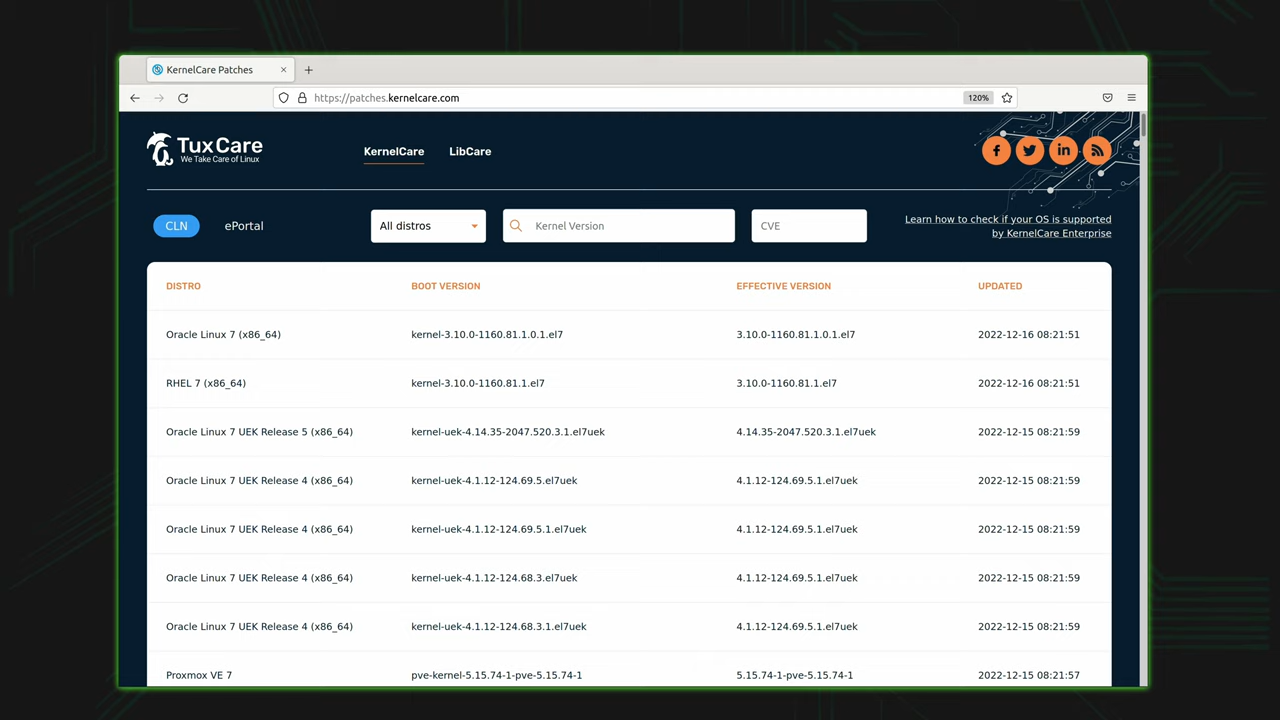 KernelCare Patches
https://patches.kernelcare.com
120%
TuxCare
We Take Care of Linux
KernelCare
LibCare
CLN
ePortal
All distros
Kernel Version
CVE
Learn how to check if your OS is supported
by KernelCare Enterprise
DISTRO BOOT VERSION EFFECTIVE VERSION UPDATED
Oracle Linux 7 (x86_64) kernel-3.10.0-1160.81.1.0.1.el7 3.10.0-1160.81.1.0.1.el7 2022-12-16 08:21:51
RHEL 7 (x86_64) kernel-3.10.0-1160.81.1.el7 3.10.0-1160.81.1.el7 2022-12-16 08:21:51
Oracle Linux 7 UEK Release 5 (x86_64) kernel-uek-4.14.35-2047.520.3.1.el7uek 4.14.35-2047.520.3.1.el7uek 2022-12-15 08:21:59
Oracle Linux 7 UEK Release 4 (x86_64) kernel-uek-4.1.12-124.69.5.el7uek 4.1.12-124.69.5.1.el7uek 2022-12-15 08:21:59
Oracle Linux 7 UEK Release 4 (x86_64) kernel-uek-4.1.12-124.69.5.1.el7uek 4.1.12-124.69.5.1.el7uek 2022-12-15 08:21:59
Oracle Linux 7 UEK Release 4 (x86_64) kernel-uek-4.1.12-124.68.3.el7uek 4.1.12-124.69.5.1.el7uek 2022-12-15 08:21:59
Oracle Linux 7 UEK Release 4 (x86_64) kernel-uek-4.1.12-124.68.3.1.el7uek 4.1.12-124.69.5.1.el7uek 2022-12-15 08:21:59
Proxmox VE 7 pve-kernel-5.15.74-1-pve-5.15.74-1 5.15.74-1-pve-5.15.74-1 2022-12-15 08:21:57